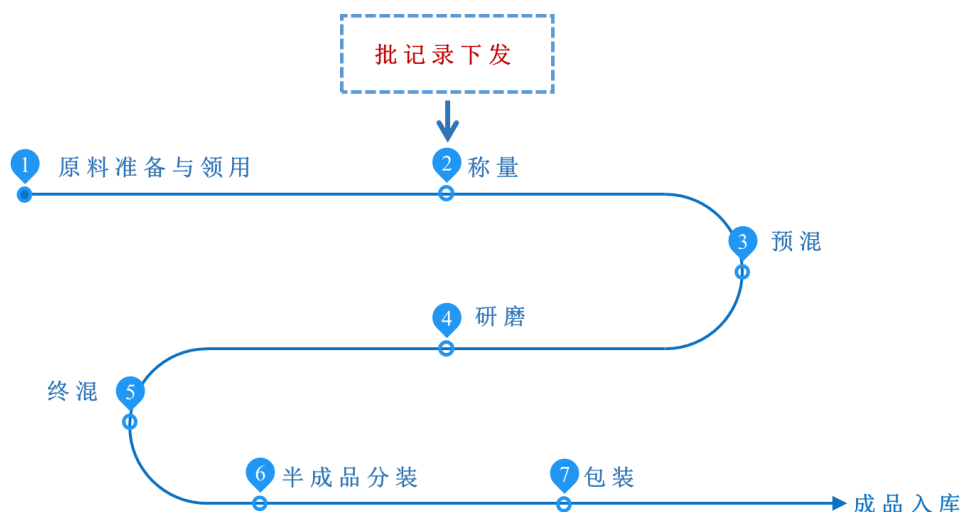 批记录下发
1 原料准备与领用
2 称量
3 预混
4 研磨
5 终混
6 半成品分装
7 包装
成品入库